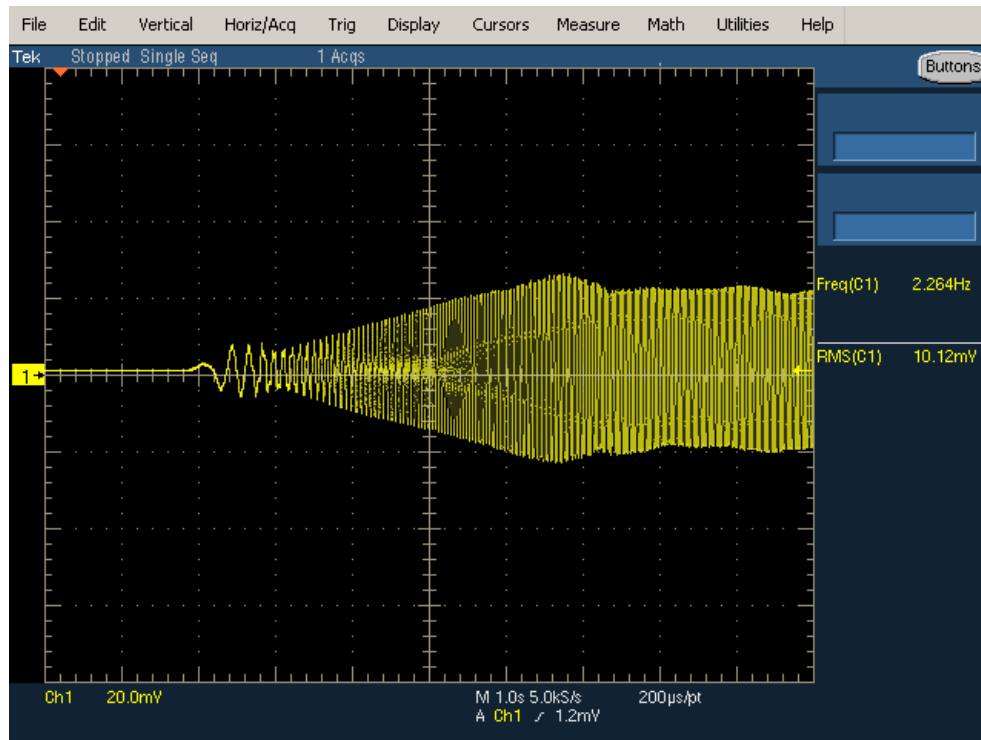 File Edit Vertical Horiz/Acq Trig Display Cursors Measure Math Utilities Help
Tek Stopped Single Seq 1 Acqs
Buttons
Freq(C1) 2.264Hz
RMS(C1) 10.12mV
1
Ch1 20.0mV M 1.0s 5.0kS/s 200µs/pt
A Ch1 / 1.2mV